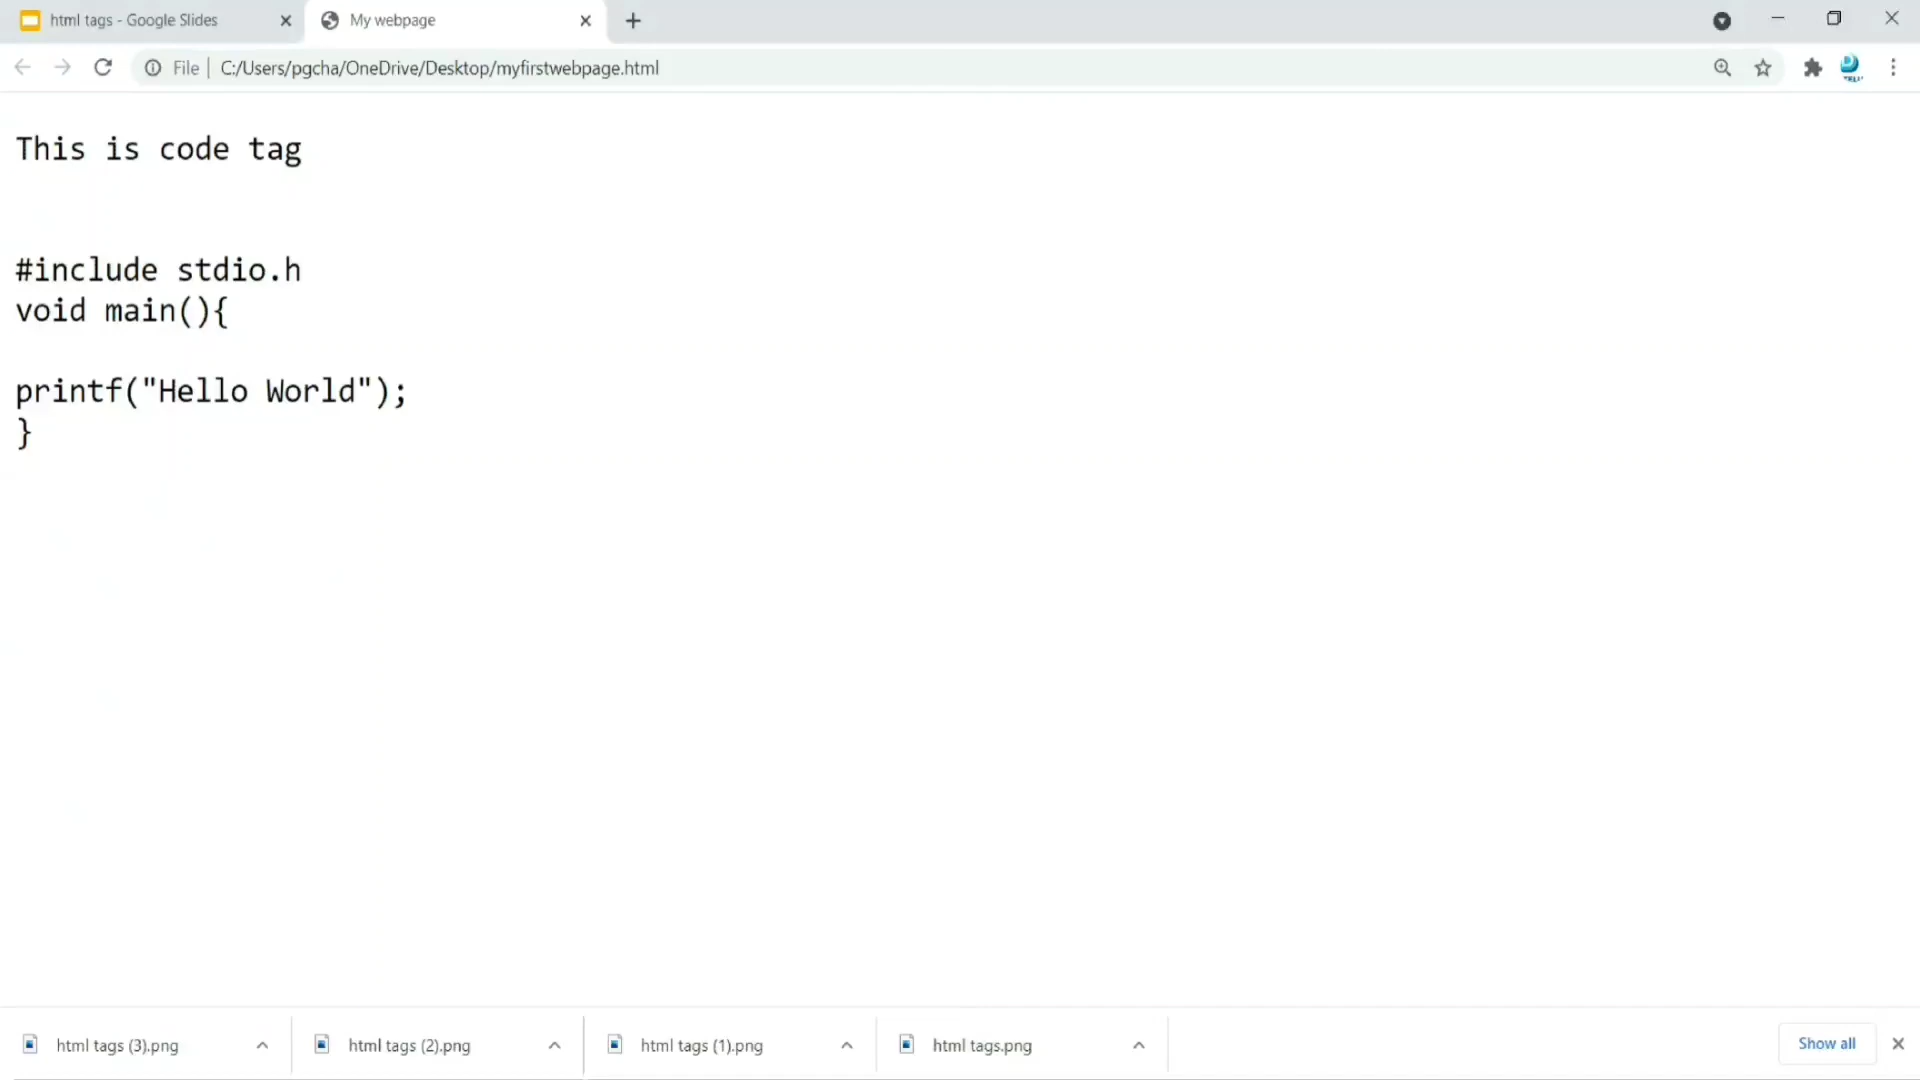 html tags - Google Slides
My webpage
File
C:/Users/pgcha/OneDrive/Desktop/myfirstwebpage.html
This is code tag
#include stdio.h
void main(){
printf("Hello World");
}
html tags (3).png
html tags (2).png
html tags (1).png
html tags.png
Show all